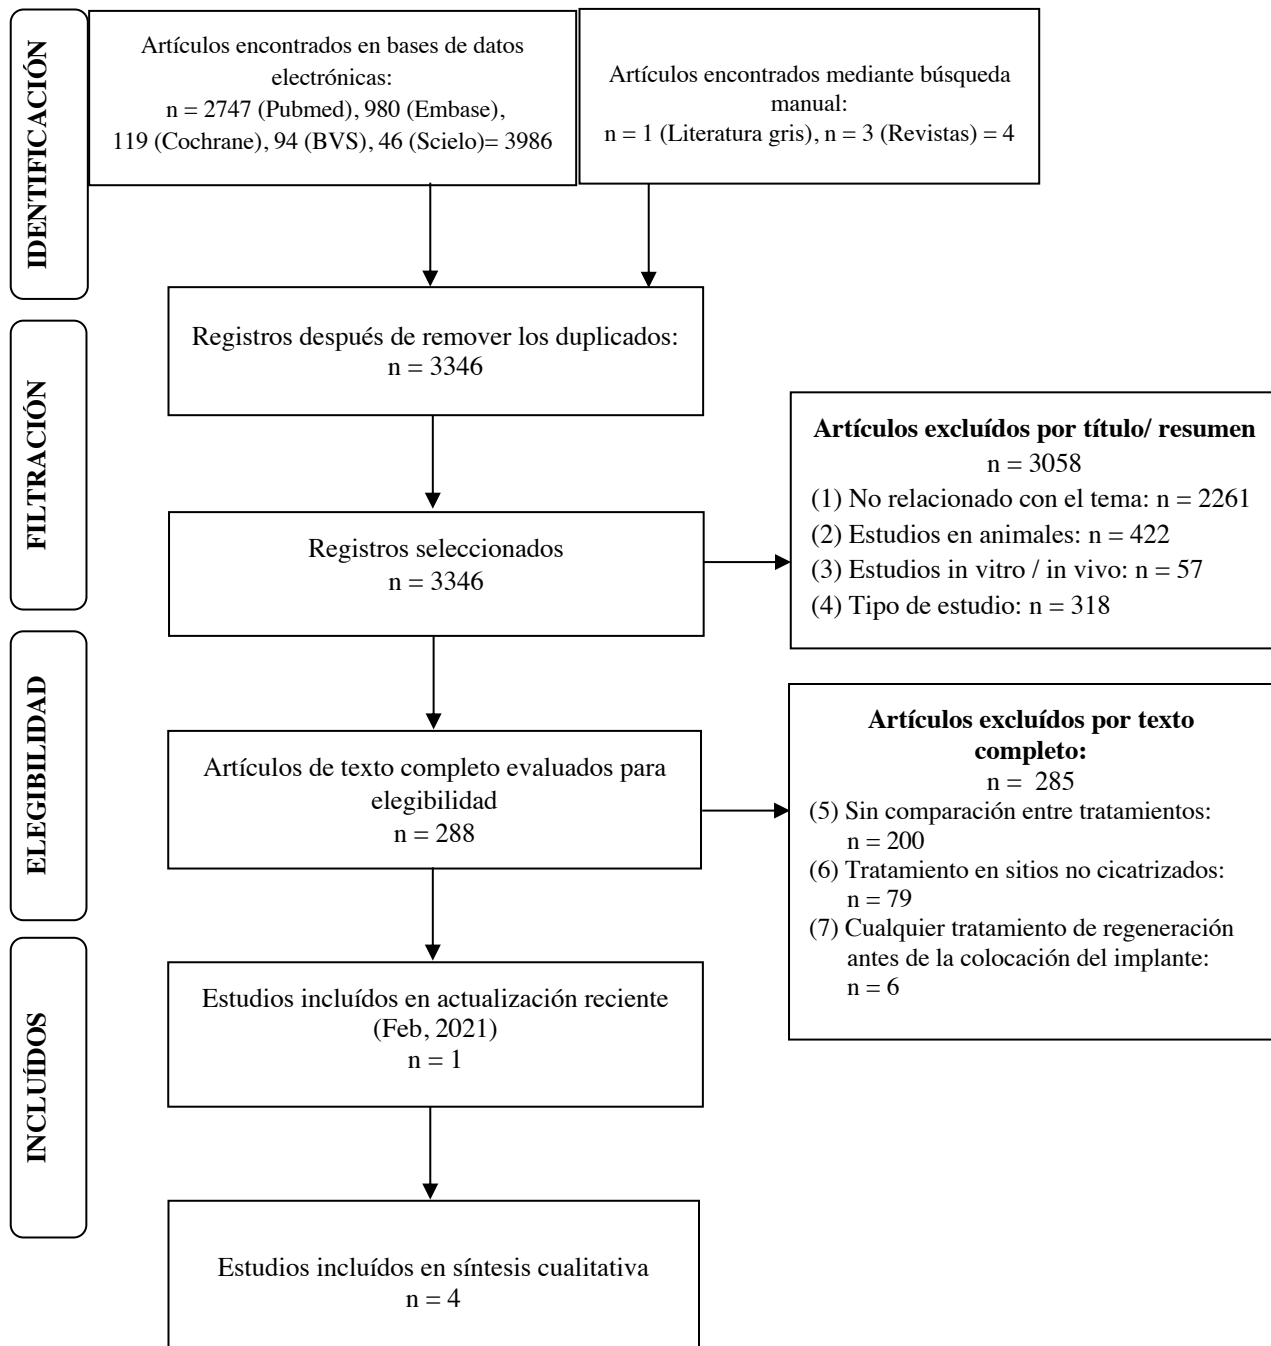 IDENTIFICACIÓN
Artículos encontrados en bases de datos
electrónicas:
n = 2747 (Pubmed), 980 (Embase),
119 (Cochrane), 94 (BVS), 46 (Scielo)= 3986
Artículos encontrados mediante búsqueda
manual:
n = 1 (Literatura gris), n = 3 (Revistas) = 4
Registros después de remover los duplicados:
n = 3346
FILTRACIÓN
Registros seleccionados
n = 3346
Artículos excluídos por título/ resumen
n = 3058
(1) No relacionado con el tema: n = 2261
(2) Estudios en animales: n = 422
(3) Estudios in vitro / in vivo: n = 57
(4) Tipo de estudio: n = 318
ELEGIBILIDAD
Artículos de texto completo evaluados para
elegibilidad
n = 288
Artículos excluídos por texto
completo:
n =  285
(5) Sin comparación entre tratamientos:
n = 200
(6) Tratamiento en sitios no cicatrizados:
n = 79
(7) Cualquier tratamiento de regeneración
antes de la colocación del implante:
n = 6
INCLUÍDOS
Estudios incluídos en actualización reciente
(Feb, 2021)
n = 1
Estudios incluídos en síntesis cualitativa
n = 4